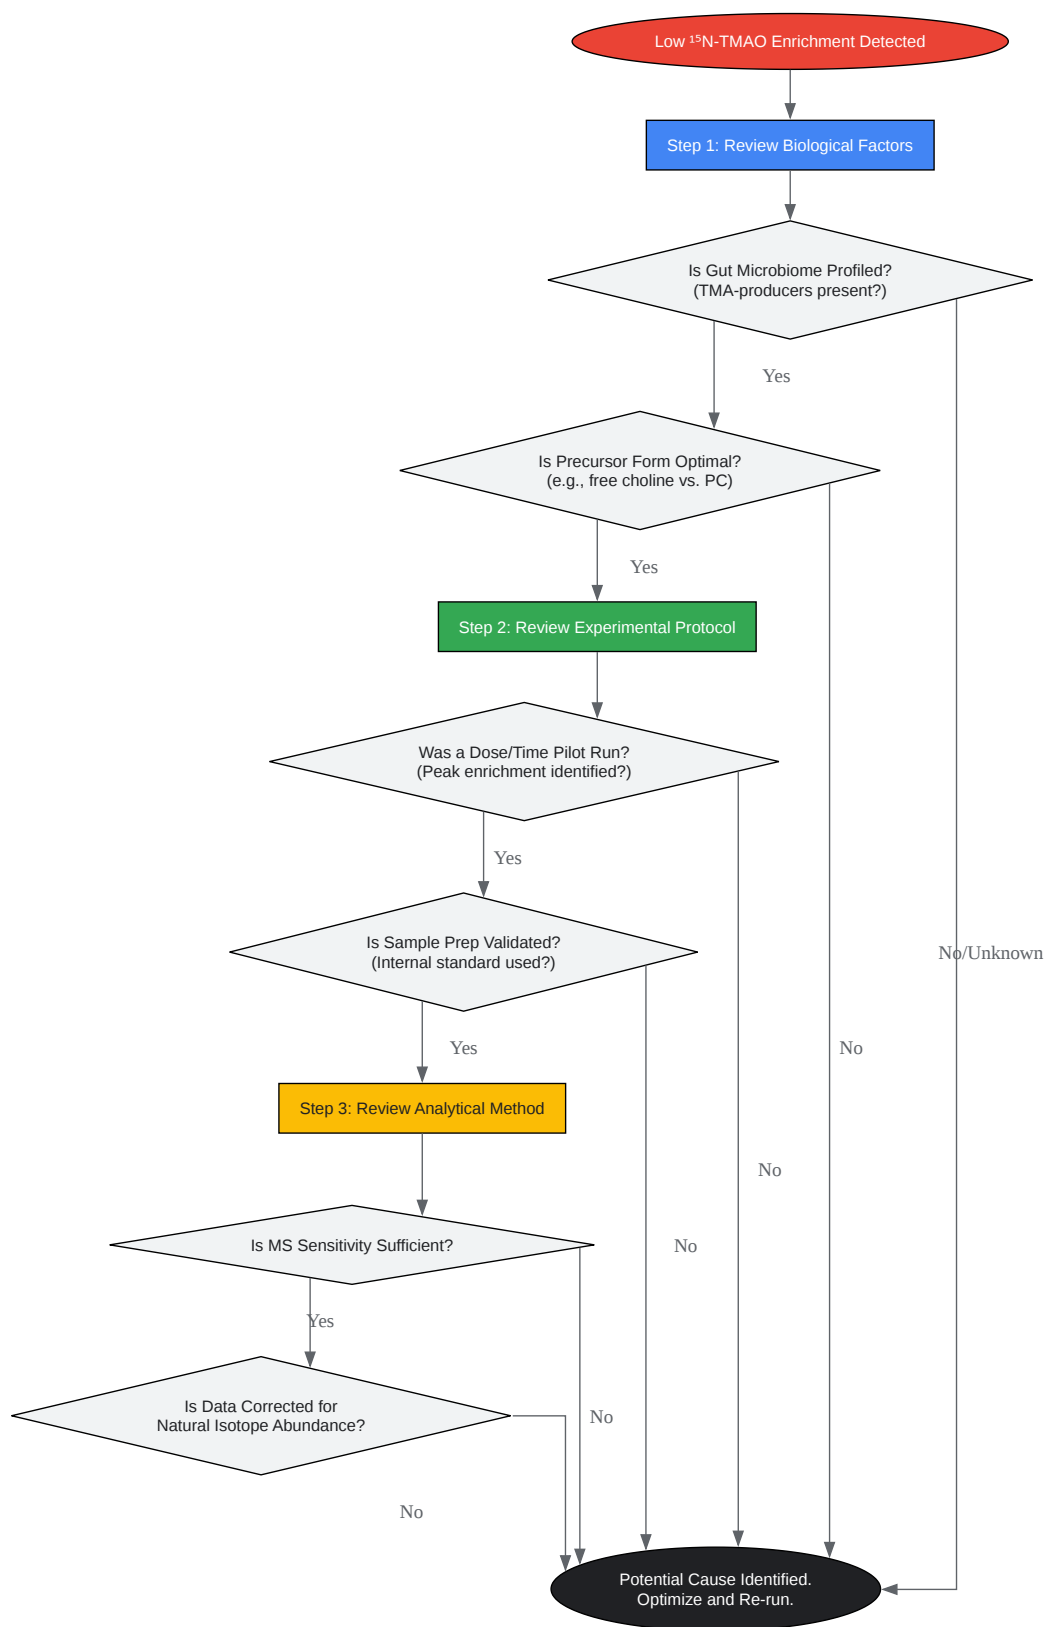 Low ¹⁵N-TMAO Enrichment Detected
Step 1: Review Biological Factors
Is Gut Microbiome Profiled?
(TMA-producers present?)
Yes
Is Precursor Form Optimal?
(e.g., free choline vs. PC)
Yes
Step 2: Review Experimental Protocol
Was a Dose/Time Pilot Run?
(Peak enrichment identified?)
Yes
Is Sample Prep Validated?
(Internal standard used?)
No/Unknown
Yes
No
Step 3: Review Analytical Method
No
Is MS Sensitivity Sufficient?
No
Yes
Is Data Corrected for
Natural Isotope Abundance?
No
No
Potential Cause Identified.
Optimize and Re-run.